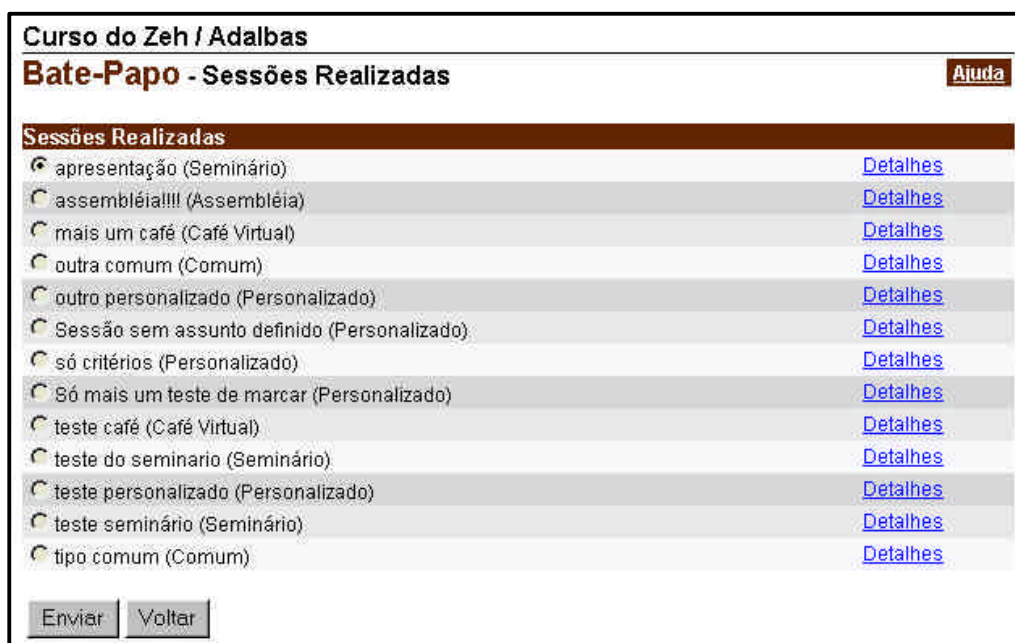 Curso do Zeh / Adalbas
Bate-Papo - Sessões Realizadas Ajuda
Sessões Realizadas
apresentação (Seminário) Detalhes
assembléia!!!! (Assembléia) Detalhes
mais um café (Café Virtual) Detalhes
outra comum (Comum) Detalhes
outro personalizado (Personalizado) Detalhes
Sessão sem assunto definido (Personalizado) Detalhes
só critérios (Personalizado) Detalhes
Só mais um teste de marcar (Personalizado) Detalhes
teste café (Café Virtual) Detalhes
teste do seminario (Seminário) Detalhes
teste personalizado (Personalizado) Detalhes
teste seminário (Seminário) Detalhes
tipo comum (Comum) Detalhes
Enviar Voltar